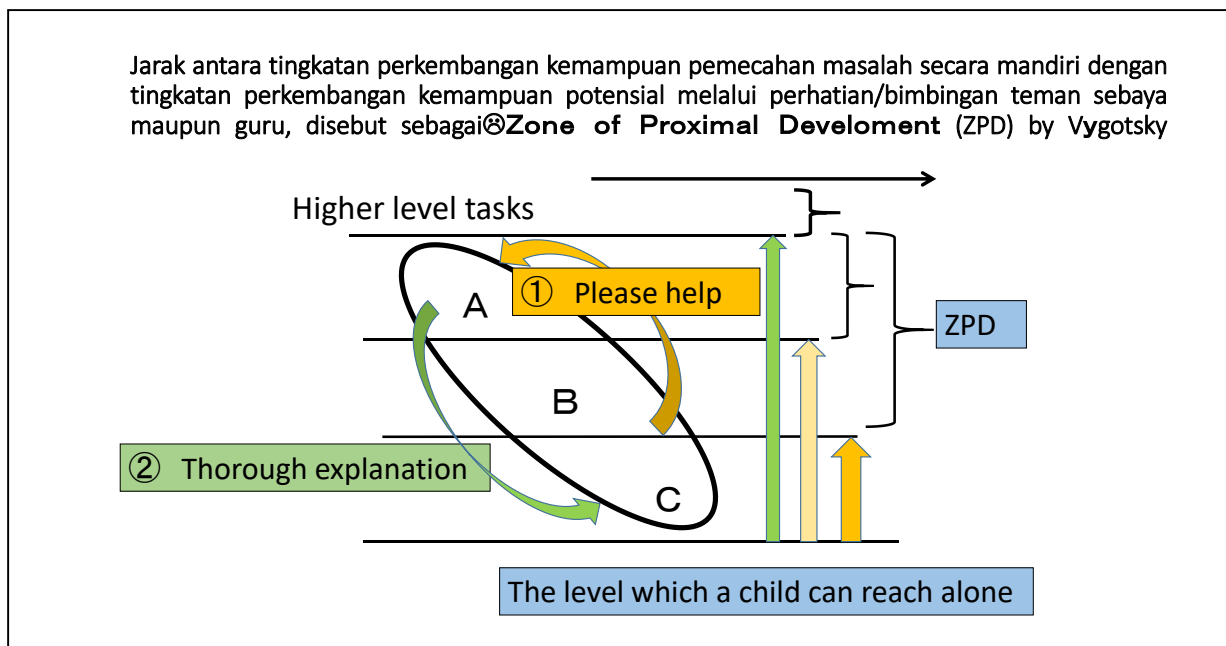 Jarak antara tingkatan perkembangan kemampuan pemecahan masalah secara mandiri dengan
tingkatan perkembangan kemampuan potensial melalui perhatian/bimbingan teman sebaya
maupun guru, disebut sebagai☹Zone of Proximal Develoment (ZPD) by Vygotsky
Higher level tasks
① Please help
A
ZPD
B
② Thorough explanation
C
The level which a child can reach alone